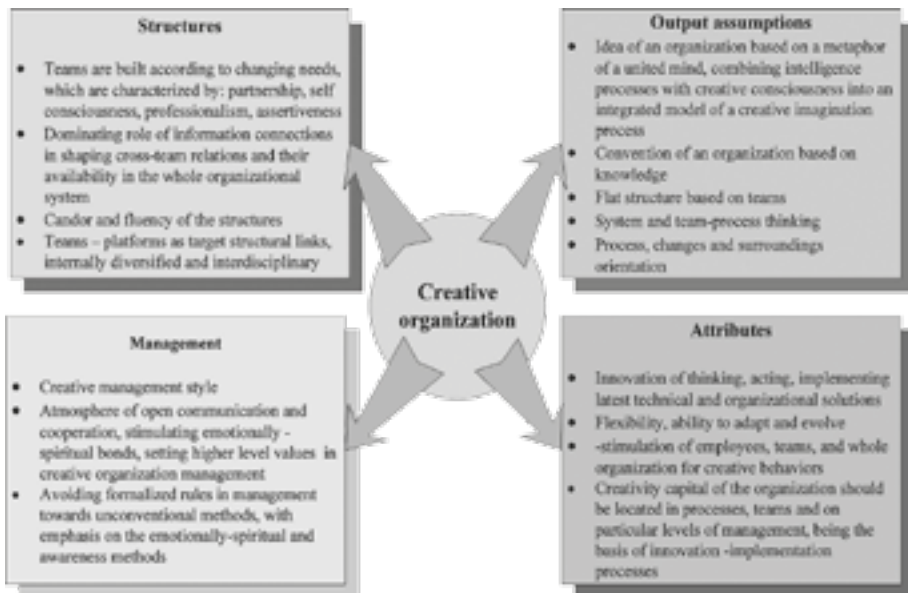 Structures
• Teams are built according to changing needs,
which are characterized by: partnership, self
consciousness, professionalism, assertiveness
• Dominating role of information connections
in shaping cross-team relations and their
availability in the whole organizational
system
• Candor and fluency of the structures
• Teams – platforms as target structural links,
internally diversified and interdisciplinary
Output assumptions
• Idea of an organization based on a metaphor
of a united mind, combining intelligence
processes with creative consciousness into an
integrated model of a creative imagination
process
• Convention of an organization based on
knowledge
• Flat structure based on teams
• System and team-process thinking
• Process, changes and surroundings
orientation
Creative
organization
Management
• Creative management style
• Atmosphere of open communication and
cooperation, stimulating emotionally -
spiritual bonds, setting higher level values in
creative organization management
• Avoiding formalized rules in management
towards unconventional methods, with
emphasis on the emotionally-spiritual and
awareness methods
Attributes
• Innovation of thinking, acting, implementing
latest technical and organizational solutions
• Flexibility, ability to adapt and evolve
• -stimulation of employees, teams, and whole
organization for creative behaviors
• Creativity capital of the organization should
be located in processes, teams and on
particular levels of management, being the
basis of innovation -implementation
processes